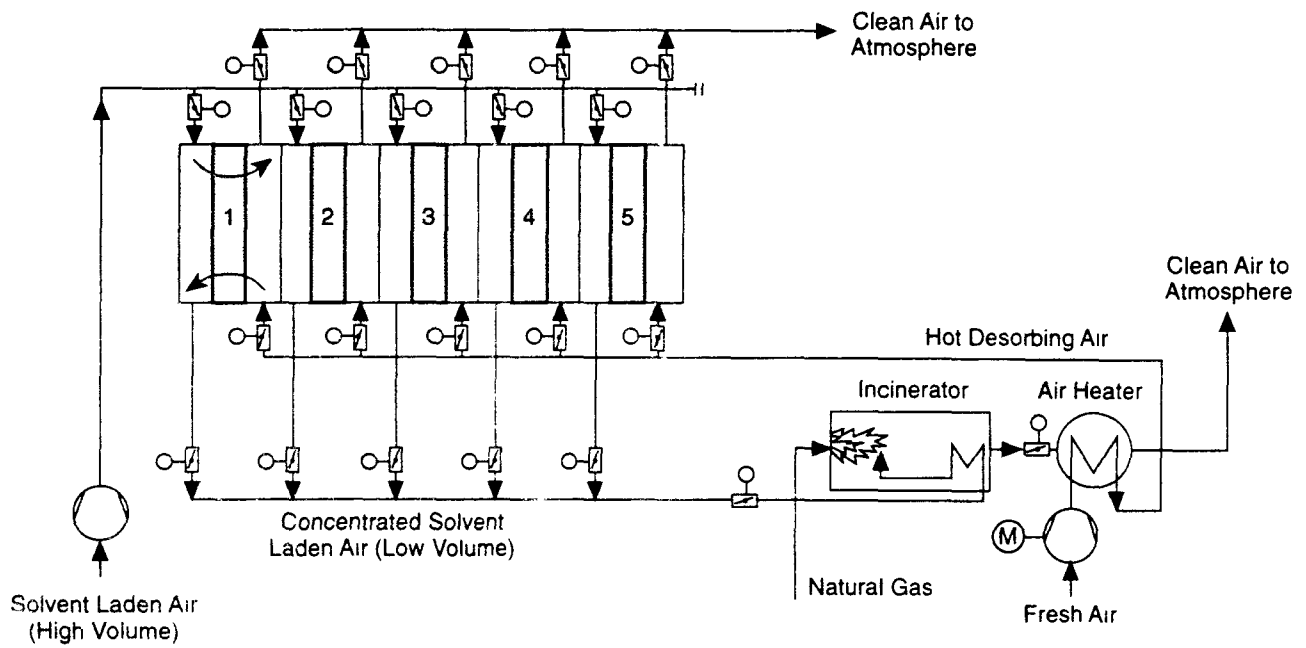 Clean Air to
Atmosphere
1
2
3
4
5
Clean Air to
Atmosphere
Hot Desorbing Air
Incinerator
Air Heater
Concentrated Solvent
Laden Air (Low Volume)
M
Natural Gas
Fresh Air
Solvent Laden Air
(High Volume)